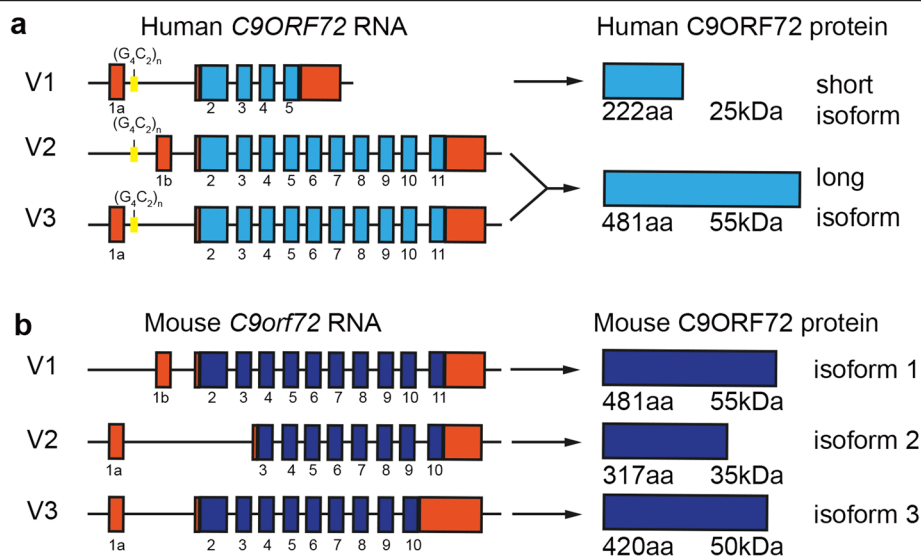 a
Human C9ORF72 RNA
Human C9ORF72 protein
(G4C2)n
V1
1a 2 3 4 5
222aa 25kDa
short
isoform
(G4C2)n
V2
1b 2 3 4 5 6 7 8 9 10 11
(G4C2)n
V3
1a 2 3 4 5 6 7 8 9 10 11
481aa 55kDa
long
isoform
b
Mouse C9orf72 RNA
Mouse C9ORF72 protein
V1
1b 2 3 4 5 6 7 8 9 10 11
481aa 55kDa
isoform 1
V2
1a 3 4 5 6 7 8 9 10
317aa 35kDa
isoform 2
V3
1a 2 3 4 5 6 7 8 9 10
420aa 50kDa
isoform 3